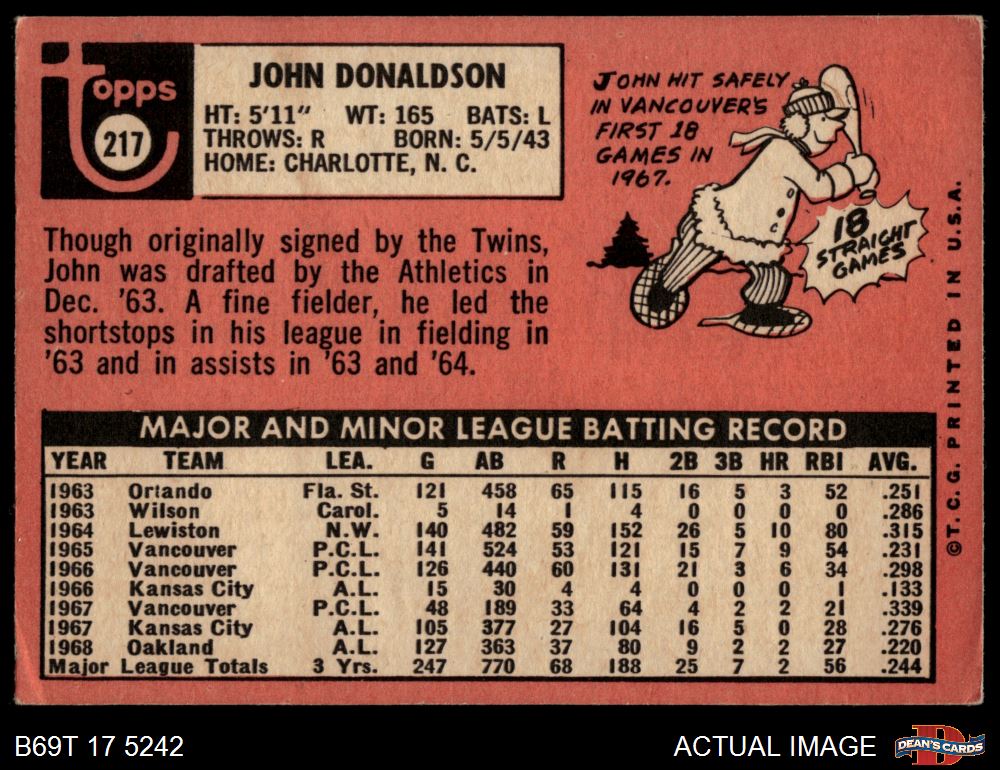 topps
217
JOHN DONALDSON
HT: 5'11" WT: 165 BATS: L
THROWS: R BORN: 5/5/43
HOME: CHARLOTTE, N. C.
JOHN HIT SAFELY
IN VANCOUVER'S
FIRST 18
GAMES IN
1967.
18
STRAIGHT
GAMES
Though originally signed by the Twins,
John was drafted by the Athletics in
Dec. '63. A fine fielder, he led the
shortstops in his league in fielding in
'63 and in assists in '63 and '64.
MAJOR AND MINOR LEAGUE BATTING RECORD
YEAR TEAM LEA. G AB R H 2B 3B HR RBI AVG.
1963 Orlando Fla. St. 121 458 65 115 16 5 3 52 .251
1963 Wilson Carol. 5 14 1 4 0 0 0 0 .286
1964 Lewiston N.W. 140 482 59 152 26 5 10 80 .315
1965 Vancouver P.C.L. 141 524 53 121 15 7 9 54 .231
1966 Vancouver P.C.L. 126 440 60 131 21 3 6 34 .298
1966 Kansas City A.L. 15 30 4 4 0 0 0 1 .133
1967 Vancouver P.C.L. 48 189 33 64 4 2 2 21 .339
1967 Kansas City A.L. 105 377 27 104 16 5 0 28 .276
1968 Oakland A.L. 127 363 37 80 9 2 2 27 .220
Major League Totals 3 Yrs. 247 770 68 188 25 7 2 56 .244
©T. C. G. PRINTED IN U.S.A.
B69T 17 5242
ACTUAL IMAGE
D
DEAN'S CARDS